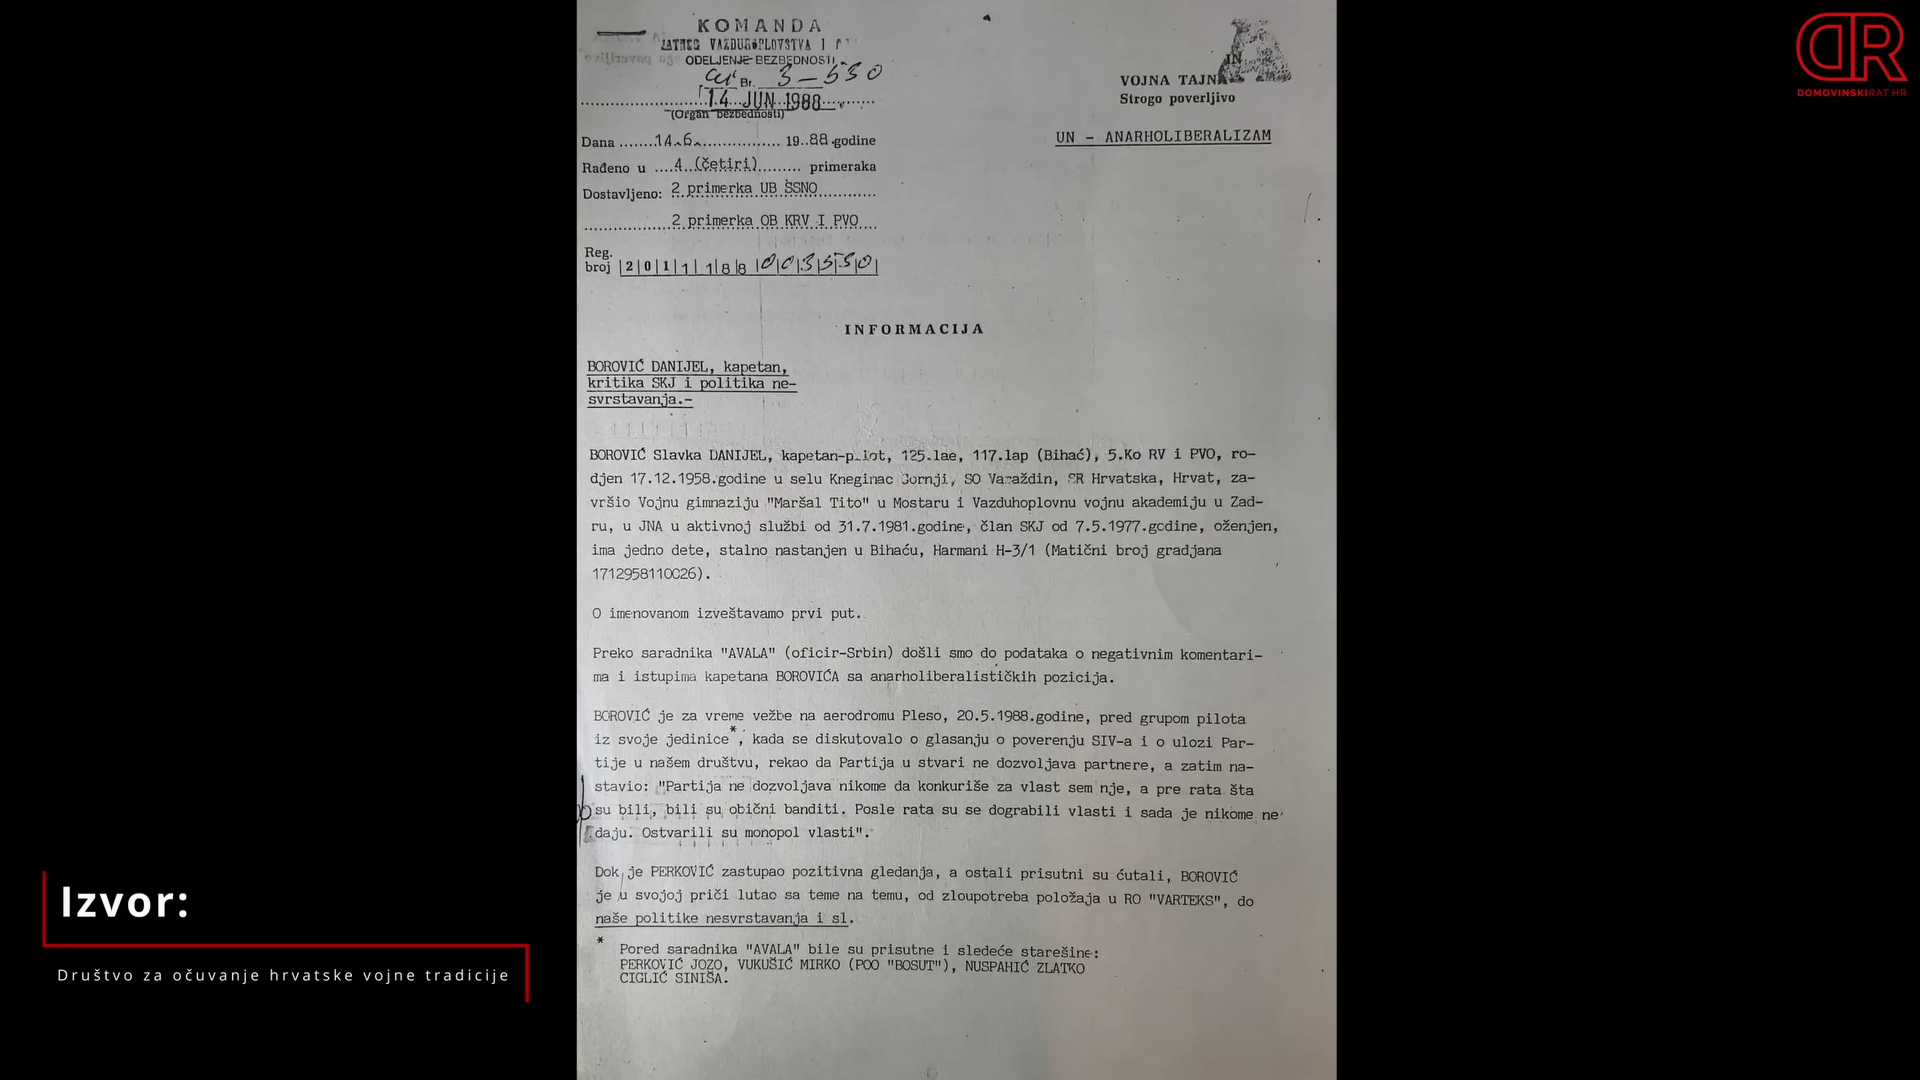 KOMANDA
VAZDUHOPLOVSTVA I
ODELJENJE BEZBEDNOSTI
Br. 3-550
14 JUN 1988
(Organ bezbednosti)
Dana 14.6. 1988 godine
Rađeno u 4 (četiri) primeraka
Dostavljeno: 2 primerka UB SSNO
2 primerka OB KRV I PVO
Reg.
broj |2|0|1|1|1|8|8|0|0|3|5|5|0|
VOJNA TAJNA
Strogo poverljivo
UN - ANARHOLIBERALIZAM
DOMOVINSKIRAT.HR
INFORMACIJA
BOROVIĆ DANIJEL, kapetan,
kritika SKJ i politika ne-
svrstavanja.-
BOROVIĆ Slavka DANIJEL, kapetan-pilot, 125.lae, 117.lap (Bihać), 5.Ko RV i PVO, ro-
djen 17.12.1958.godine u selu Kneginac Gornji, SO Varaždin, SR Hrvatska, Hrvat, za-
vršio Vojnu gimnaziju "Maršal Tito" u Mostaru i Vazduhoplovnu vojnu akademiju u Zad-
ru, u JNA u aktivnoj službi od 31.7.1981.godine, član SKJ od 7.5.1977.godine, oženjen,
ima jedno dete, stalno nastanjen u Bihaću, Harmani H-3/1 (Matični broj gradjana
1712958110026).
O imenovanom izveštavamo prvi put.
Preko saradnika "AVALA" (oficir-Srbin) došli smo do podataka o negativnim komentari-
ma i istupima kapetana BOROVIĆA sa anarholiberalističkih pozicija.
BOROVIĆ je za vreme vežbe na aerodromu Pleso, 20.5.1988.godine, pred grupom pilota
iz svoje jedinice*, kada se diskutovalo o glasanju o poverenju SIV-a i o ulozi Par-
tije u našem društvu, rekao da Partija u stvari ne dozvoljava partnere, a zatim na-
stavio: "Partija ne dozvoljava nikome da konkuriše za vlast sem nje, a pre rata šta
su bili, bili su obični banditi. Posle rata su se dograbili vlasti i sada je nikome ne
daju. Ostvarili su monopol vlasti".
Dok je PERKOVIĆ zastupao pozitivna gledanja, a ostali prisutni su ćutali, BOROVIĆ
je u svojoj priči lutao sa teme na temu, od zloupotreba položaja u RO "VARTEKS", do
naše politike nesvrstavanja i sl.
* Pored saradnika "AVALA" bile su prisutne i sledeće starešine:
PERKOVIĆ JOZO, VUKUŠIĆ MIRKO (POO "BOSUT"), NUSPAHIĆ ZLATKO
CIGLIĆ SINIŠA.
Izvor:
Društvo za očuvanje hrvatske vojne tradicije